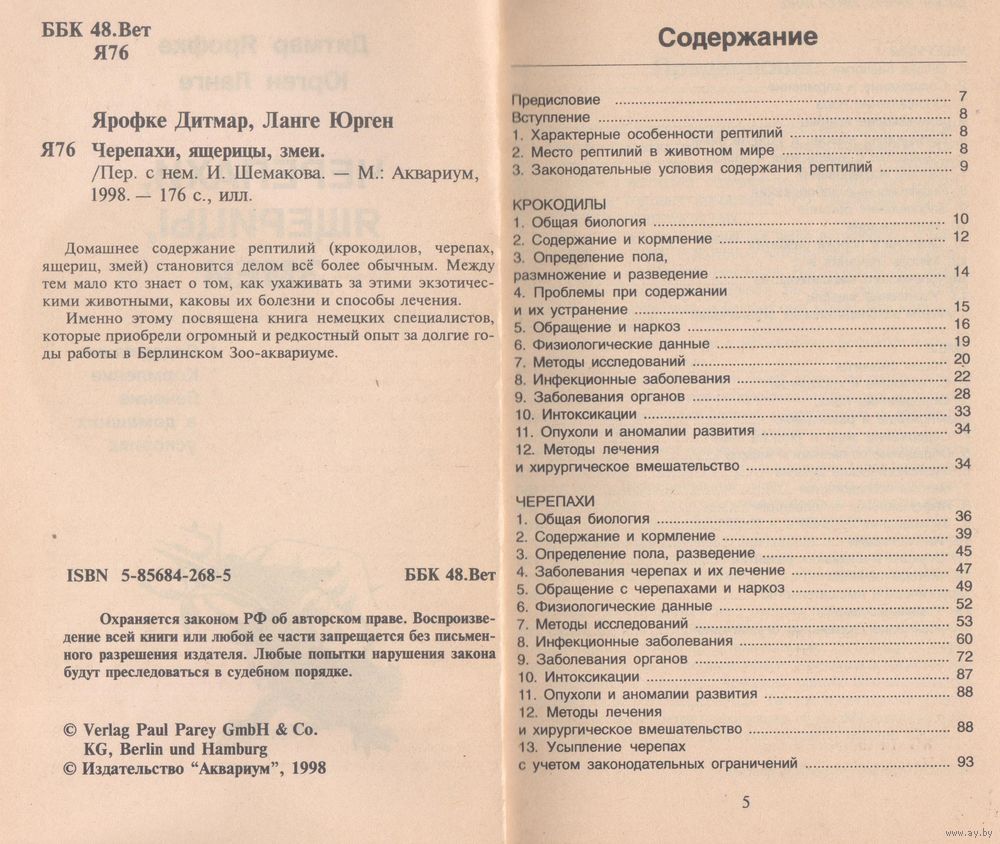 ББК 48.Вет
Я76
Ярофке Дитмар, Ланге Юрген
Я76 Черепахи, ящерицы, змеи.
/Пер. с нем. И. Шемакова. — М.: Аквариум,
1998. — 176 с., илл.
Домашнее содержание рептилий (крокодилов, черепах,
ящериц, змей) становится делом всё более обычным. Между
тем мало кто знает о том, как ухаживать за этими экзотичес-
кими животными, каковы их болезни и способы лечения.
Именно этому посвящена книга немецких специалистов,
которые приобрели огромный и редкостный опыт за долгие го-
ды работы в Берлинском Зоо-аквариуме.
ISBN 5-85684-268-5 ББК 48.Вет
Охраняется законом РФ об авторском праве. Воспроизве-
дение всей книги или любой ее части запрещается без письмен-
ного разрешения издателя. Любые попытки нарушения закона
будут преследоваться в судебном порядке.
© Verlag Paul Parey GmbH & Co.
KG, Berlin und Hamburg
© Издательство “Аквариум”, 1998
Содержание
Предисловие ........ 7
Вступление ........ 8
1. Характерные особенности рептилий ........ 8
2. Место рептилий в животном мире ........ 8
3. Законодательные условия содержания рептилий ........ 9
КРОКОДИЛЫ
1. Общая биология ........ 10
2. Содержание и кормление ........ 12
3. Определение пола,
размножение и разведение ........ 14
4. Проблемы при содержании
и их устранение ........ 15
5. Обращение и наркоз ........ 16
6. Физиологические данные ........ 19
7. Методы исследований ........ 20
8. Инфекционные заболевания ........ 22
9. Заболевания органов ........ 28
10. Интоксикации ........ 33
11. Опухоли и аномалии развития ........ 34
12. Методы лечения
и хирургическое вмешательство ........ 34
ЧЕРЕПАХИ
1. Общая биология ........ 36
2. Содержание и кормление ........ 39
3. Определение пола, разведение ........ 45
4. Заболевания черепах и их лечение ........ 47
5. Обращение с черепахами и наркоз ........ 49
6. Физиологические данные ........ 52
7. Методы исследований ........ 53
8. Инфекционные заболевания ........ 60
9. Заболевания органов ........ 72
10. Интоксикации ........ 87
11. Опухоли и аномалии развития ........ 88
12. Методы лечения
и хирургическое вмешательство ........ 88
13. Усыпление черепах
с учетом законодательных ограничений ........ 93
5
www.ay.by